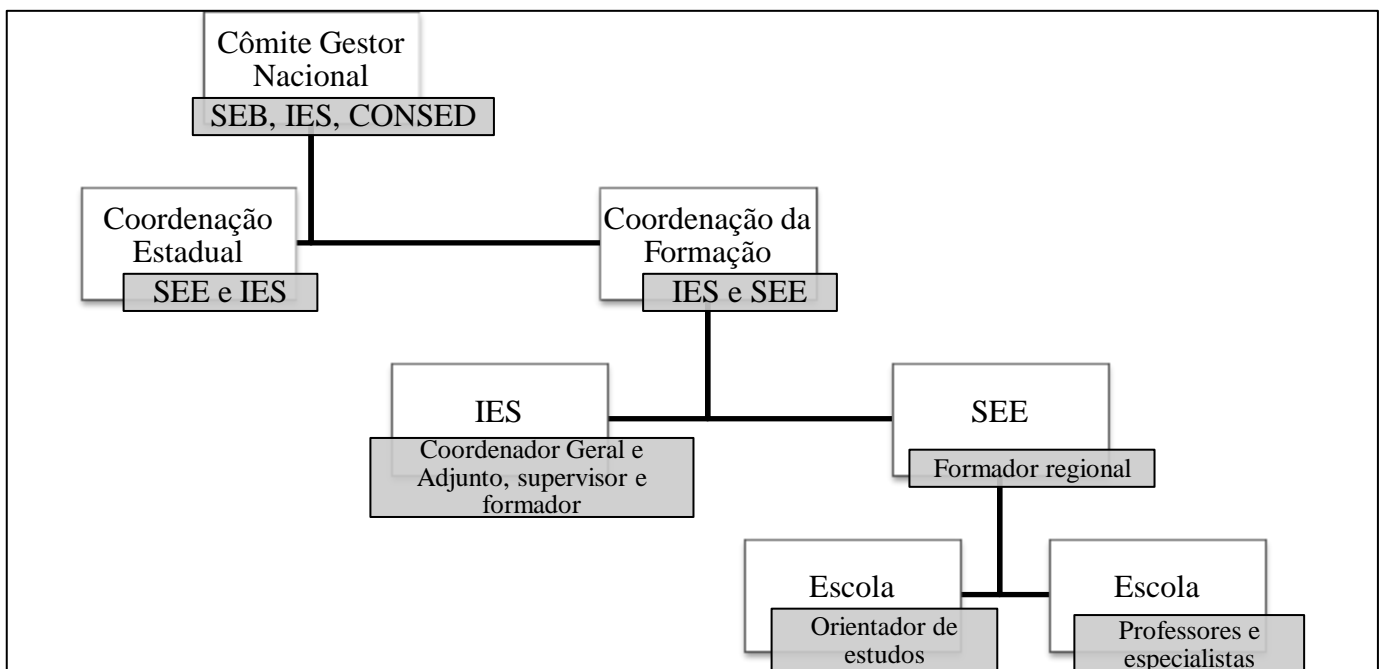 Cômite Gestor
Nacional
SEB, IES, CONSED
Coordenação
Estadual
SEE e IES
Coordenação da
Formação
IES e SEE
IES
Coordenador Geral e
Adjunto, supervisor e
formador
SEE
Formador regional
Escola
Orientador de
estudos
Escola
Professores e
especialistas